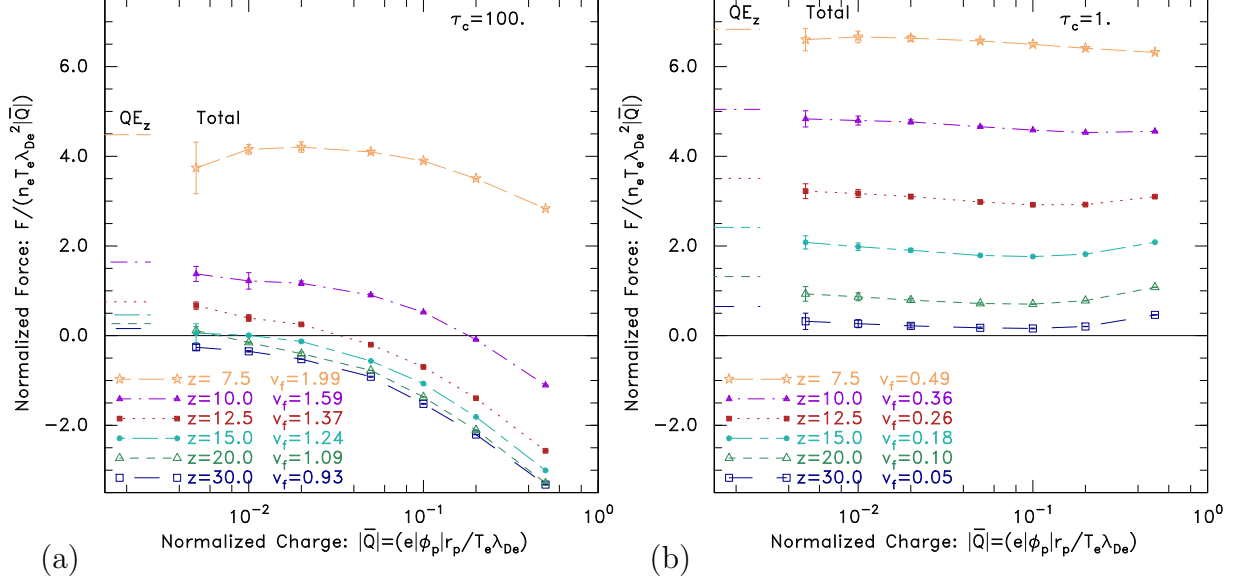 τc=100.
6.0
QEz Total
4.0
2.0
0.0
−2.0
Normalized Force: F/(neTeλDe²|Q̅|)
z= 7.5 vf=1.99
z=10.0 vf=1.59
z=12.5 vf=1.37
z=15.0 vf=1.24
z=20.0 vf=1.09
z=30.0 vf=0.93
10⁻² 10⁻¹ 10⁰
Normalized Charge: |Q̅|=(e|ϕp|rp/TeλDe)
(a)
QEz Total τc=1.
6.0
4.0
2.0
0.0
−2.0
Normalized Force: F/(neTeλDe²|Q̅|)
z= 7.5 vf=0.49
z=10.0 vf=0.36
z=12.5 vf=0.26
z=15.0 vf=0.18
z=20.0 vf=0.10
z=30.0 vf=0.05
10⁻² 10⁻¹ 10⁰
Normalized Charge: |Q̅|=(e|ϕp|rp/TeλDe)
(b)